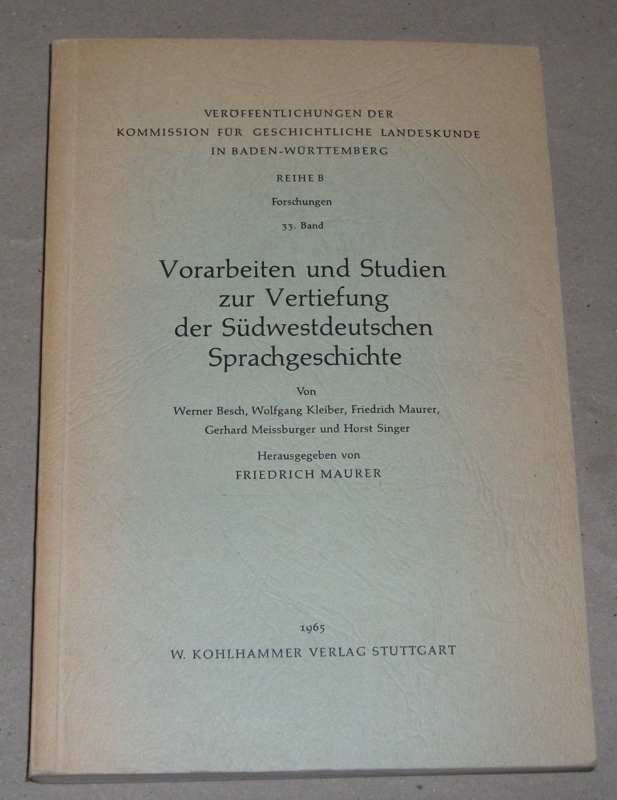 VERÖFFENTLICHUNGEN DER
KOMMISSION FÜR GESCHICHTLICHE LANDESKUNDE
IN BADEN-WÜRTTEMBERG
REIHE B
Forschungen
33. Band
Vorarbeiten und Studien
zur Vertiefung
der Südwestdeutschen
Sprachgeschichte
Von
Werner Besch, Wolfgang Kleiber, Friedrich Maurer,
Gerhard Meissburger und Horst Singer
Herausgegeben von
FRIEDRICH MAURER
1965
W. KOHLHAMMER VERLAG STUTTGART